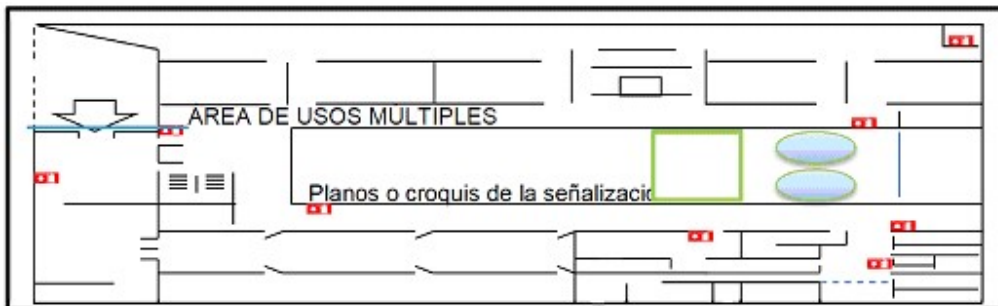 AREA DE USOS MULTIPLES
Planos o croquis de la señalizacio